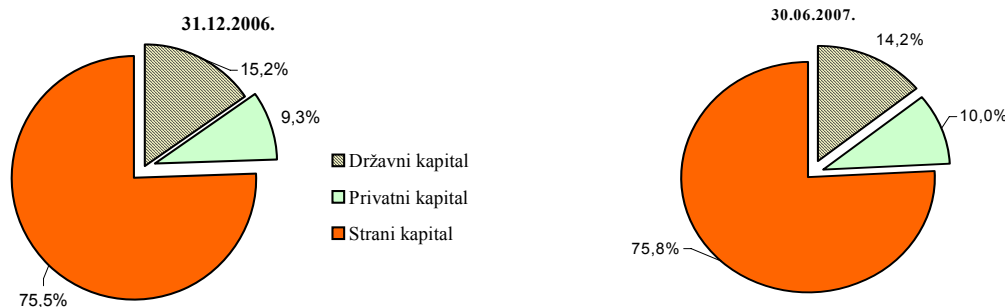 31.12.2006.
15,2%
9,3%
75,5%
Državni kapital
Privatni kapital
Strani kapital
30.06.2007.
14,2%
10,0%
75,8%